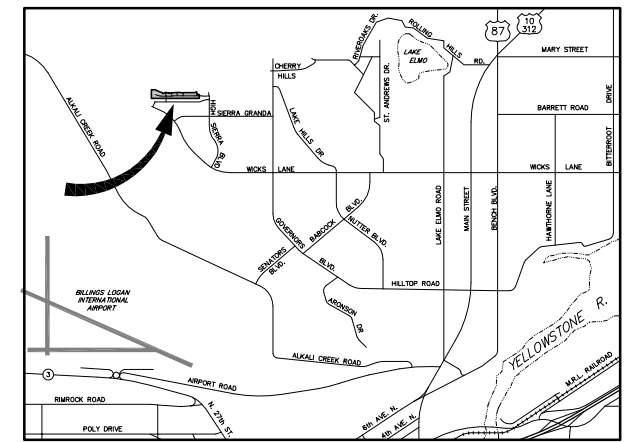 RIVEROAKS DR.
ROLLING
HILLS
RD.
LAKE
ELMO
87
10
312
MARY STREET
CHERRY
HILLS
ST. ANDREWS DR.
DRIVE
BITTERROOT
ALKALI CREEK ROAD
HIGH
SIERRA
BLVD
SIERRA GRANDA
LAKE
HILLS DR
BARRETT ROAD
WICKS
LANE
WICKS
LANE
LAKE ELMO ROAD
MAIN STREET
BENCH BLVD.
HAWTHORNE LANE
GOVERNORS
BLVD.
SENATORS
BLVD.
BABCOCK
BLVD.
NUTTER BLVD.
HILLTOP ROAD
ARONSON
DR
BILLINGS LOGAN
INTERNATIONAL
AIRPORT
YELLOWSTONE R.
M.R.L. RAILROAD
ALKALI CREEK ROAD
3
AIRPORT ROAD
RIMROCK ROAD
N. 27th ST.
6th AVE. N.
4th AVE. N.
POLY DRIVE